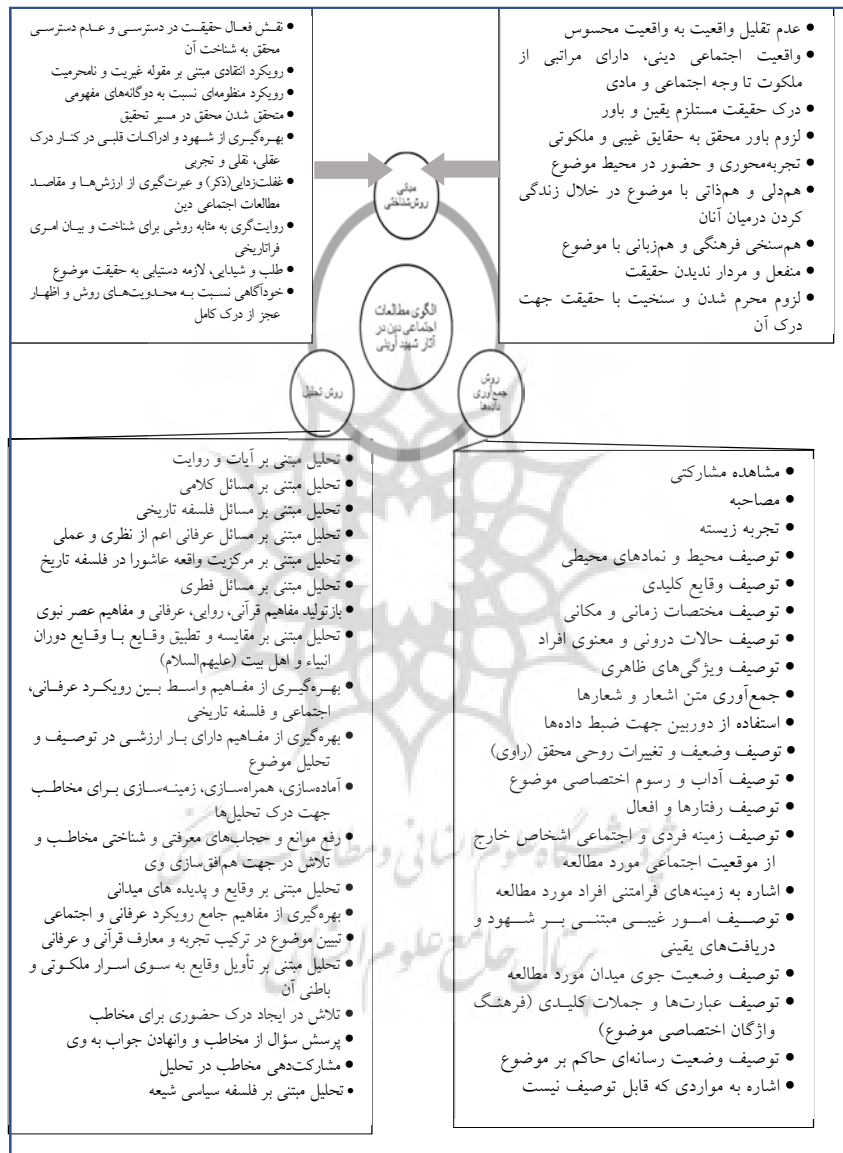 عدم تقلیل واقعیت به واقعیت محسوس
واقعیت اجتماعی دینی، دارای مراتبی از
ملکوت تا وجه اجتماعی و مادی
درک حقیقت مستلزم یقین و باور
لزوم باور محقق به حقایق غیبی و ملکوتی
تجربه‌محوری و حضور در محیط موضوع
هم‌دلی و هم‌ذاتی با موضوع در خلال زندگی
کردن درمیان آنان
هم‌سنخی فرهنگی و هم‌زبانی با موضوع
منفعل و مردار ندیدن حقیقت
لزوم محرم شدن و سنخیت با حقیقت جهت
درک آن
نقش فعال حقیقت در دسترسی و عدم دسترسی
محقق به شناخت آن
رویکرد انتقادی مبتنی بر مقوله غیریت و نامحرمیت
رویکرد منظومه‌ای نسبت به دوگانه‌های مفهومی
متحقق شدن محقق در مسیر تحقیق
بهره‌گیری از شهود و ادراکات قلبی در کنار درک
عقلی، نقلی و تجربی
غفلت‌زدایی(ذکر) و عبرت‌گیری از ارزش‌ها و مقاصد
مطالعات اجتماعی دین
روایت‌گری به مثابه روشی برای شناخت و بیان امری
فراتاریخی
طلب و شیدایی، لازمه دستیابی به حقیقت موضوع
خودآگاهی نسبت به محدویت‌های روش و اظهار
عجز از درک کامل
مبانی
روش‌شناختی
الگوی مطالعات
اجتماعی دین در
آثار شهید آوینی
روش
جمع‌آوری
داده‌ها
روش تحلیل
مشاهده مشارکتی
مصاحبه
تجربه زیسته
توصیف محیط و نمادهای محیطی
توصیف وقایع کلیدی
توصیف مختصات زمانی و مکانی
توصیف حالات درونی و معنوی افراد
توصیف ویژگی‌های ظاهری
جمع‌آوری متن اشعار و شعارها
استفاده از دوربین جهت ضبط داده‌ها
توصیف وضعیف و تغییرات روحی محقق (راوی)
توصیف آداب و رسوم اختصاصی موضوع
توصیف رفتارها و افعال
توصیف زمینه فردی و اجتماعی اشخاص خارج
از موقعیت اجتماعی مورد مطالعه
اشاره به زمینه‌های فرامتنی افراد مورد مطالعه
توصیف امور غیبی مبتنی بر شهود و
دریافت‌های یقینی
توصیف وضعیت جوی میدان مورد مطالعه
توصیف عبارت‌ها و جملات کلیدی (فرهنگ
واژگان اختصاصی موضوع)
توصیف وضعیت رسانه‌ای حاکم بر موضوع
اشاره به مواردی که قابل توصیف نیست
تحلیل مبتنی بر آیات و روایت
تحلیل مبتنی بر مسائل کلامی
تحلیل مبتنی بر مسائل فلسفه تاریخی
تحلیل مبتنی بر مسائل عرفانی اعم از نظری و عملی
تحلیل مبتنی بر مرکزیت واقعه عاشورا در فلسفه تاریخ
تحلیل مبتنی بر مسائل فطری
بازتولید مفاهیم قرآنی، روایی، عرفانی و مفاهیم عصر نبوی
تحلیل مبتنی بر مقایسه و تطبیق وقایع با وقایع دوران
انبیاء و اهل بیت (علیهم‌السلام)
بهره‌گیری از مفاهیم واسط بین رویکرد عرفانی،
اجتماعی و فلسفه تاریخی
بهره‌گیری از مفاهیم دارای بار ارزشی در توصیف و
تحلیل موضوع
آماده‌سازی، همراه‌سازی، زمینه‌سازی برای مخاطب
جهت درک تحلیل‌ها
رفع موانع و حجاب‌های معرفتی و شناختی مخاطب و
تلاش در جهت هم‌افق‌سازی وی
تحلیل مبتنی بر وقایع و پدیده های میدانی
بهره‌گیری از مفاهیم جامع رویکرد عرفانی و اجتماعی
تبیین موضوع در ترکیب تجربه و معارف قرآنی و عرفانی
تحلیل مبتنی بر تأویل وقایع به سوی اسرار ملکوتی و
باطنی آن
تلاش در ایجاد درک حضوری برای مخاطب
پرسش سؤال از مخاطب و وانهادن جواب به وی
مشارکت‌دهی مخاطب در تحلیل
تحلیل مبتنی بر فلسفه سیاسی شیعه
پژوهشگاه علوم انسانی و مطالعات فرهنگی
پرتال جامع علوم انسانی